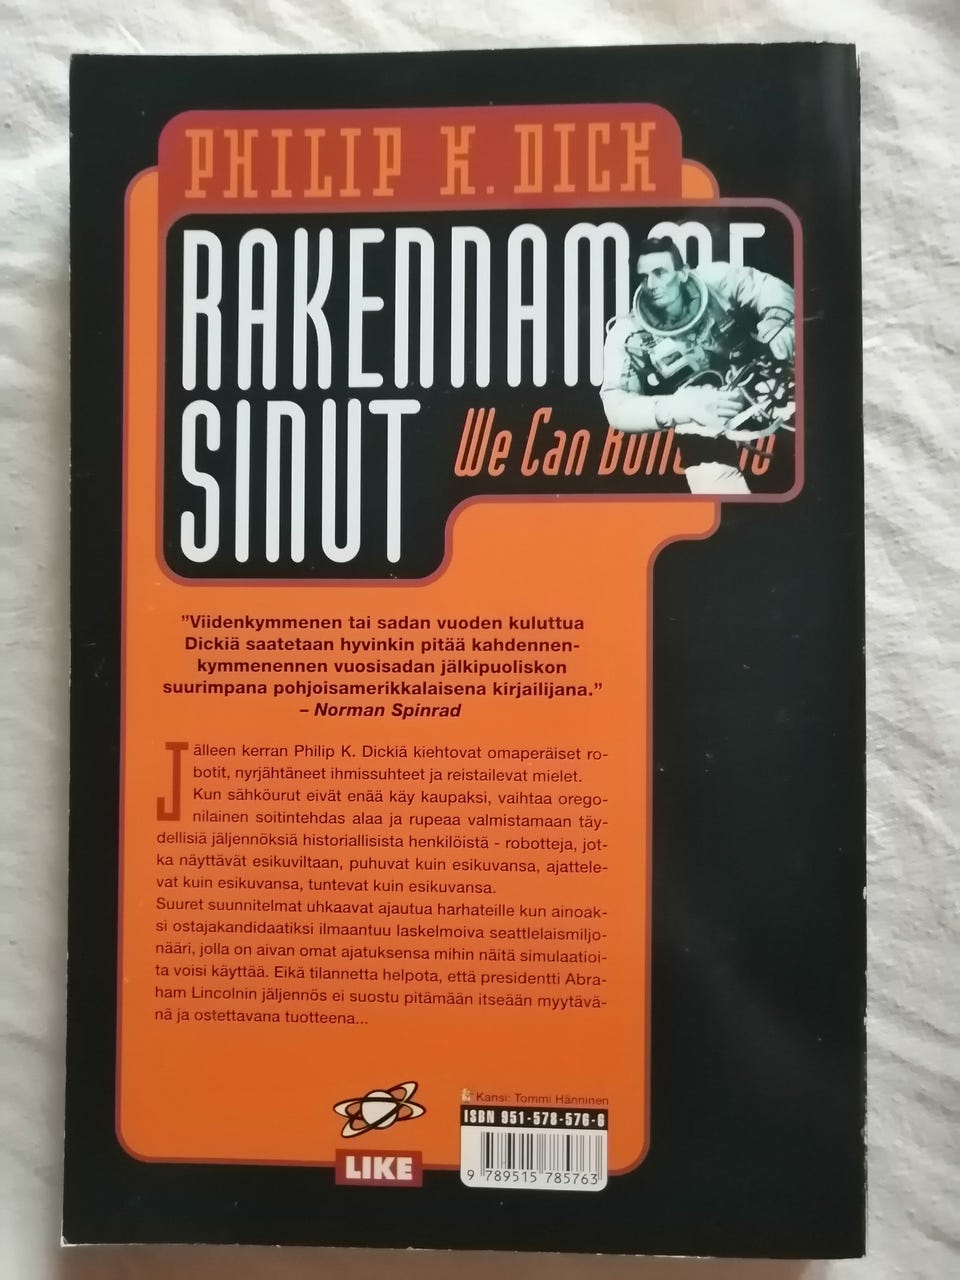 PHILIP K. DICK
RAKENNAMME
SINUT
We Can Build
"Viidenkymmenen tai sadan vuoden kuluttua
Dickiä saatetaan hyvinkin pitää kahdennen-
kymmenennen vuosisadan jälkipuoliskon
suurimpana pohjoisamerikkalaisena kirjailijana."
– Norman Spinrad
Jälleen kerran Philip K. Dickiä kiehtovat omaperäiset ro-
botit, nyrjähtäneet ihmissuhteet ja reistailevat mielet.
Kun sähköurut eivät enää käy kaupaksi, vaihtaa orego-
nilainen soitintehdas alaa ja rupeaa valmistamaan täy-
dellisiä jäljennöksiä historiallisista henkilöistä - robotteja, jot-
ka näyttävät esikuviltaan, puhuvat kuin esikuvansa, ajattele-
vat kuin esikuvansa, tuntevat kuin esikuvansa.
Suuret suunnitelmat uhkaavat ajautua harhateille kun ainoak-
si ostajakandidaatiksi ilmaantuu laskelmoiva seattlelaismiljo-
nääri, jolla on aivan omat ajatuksensa mihin näitä simulaatioi-
ta voisi käyttää. Eikä tilannetta helpota, että presidentti Abra-
ham Lincolnin jäljennös ei suostu pitämään itseään myytävä-
nä ja ostettavana tuotteena...
Kansi: Tommi Hänninen
ISBN 951-578-576-6
9 789515 785763
LIKE